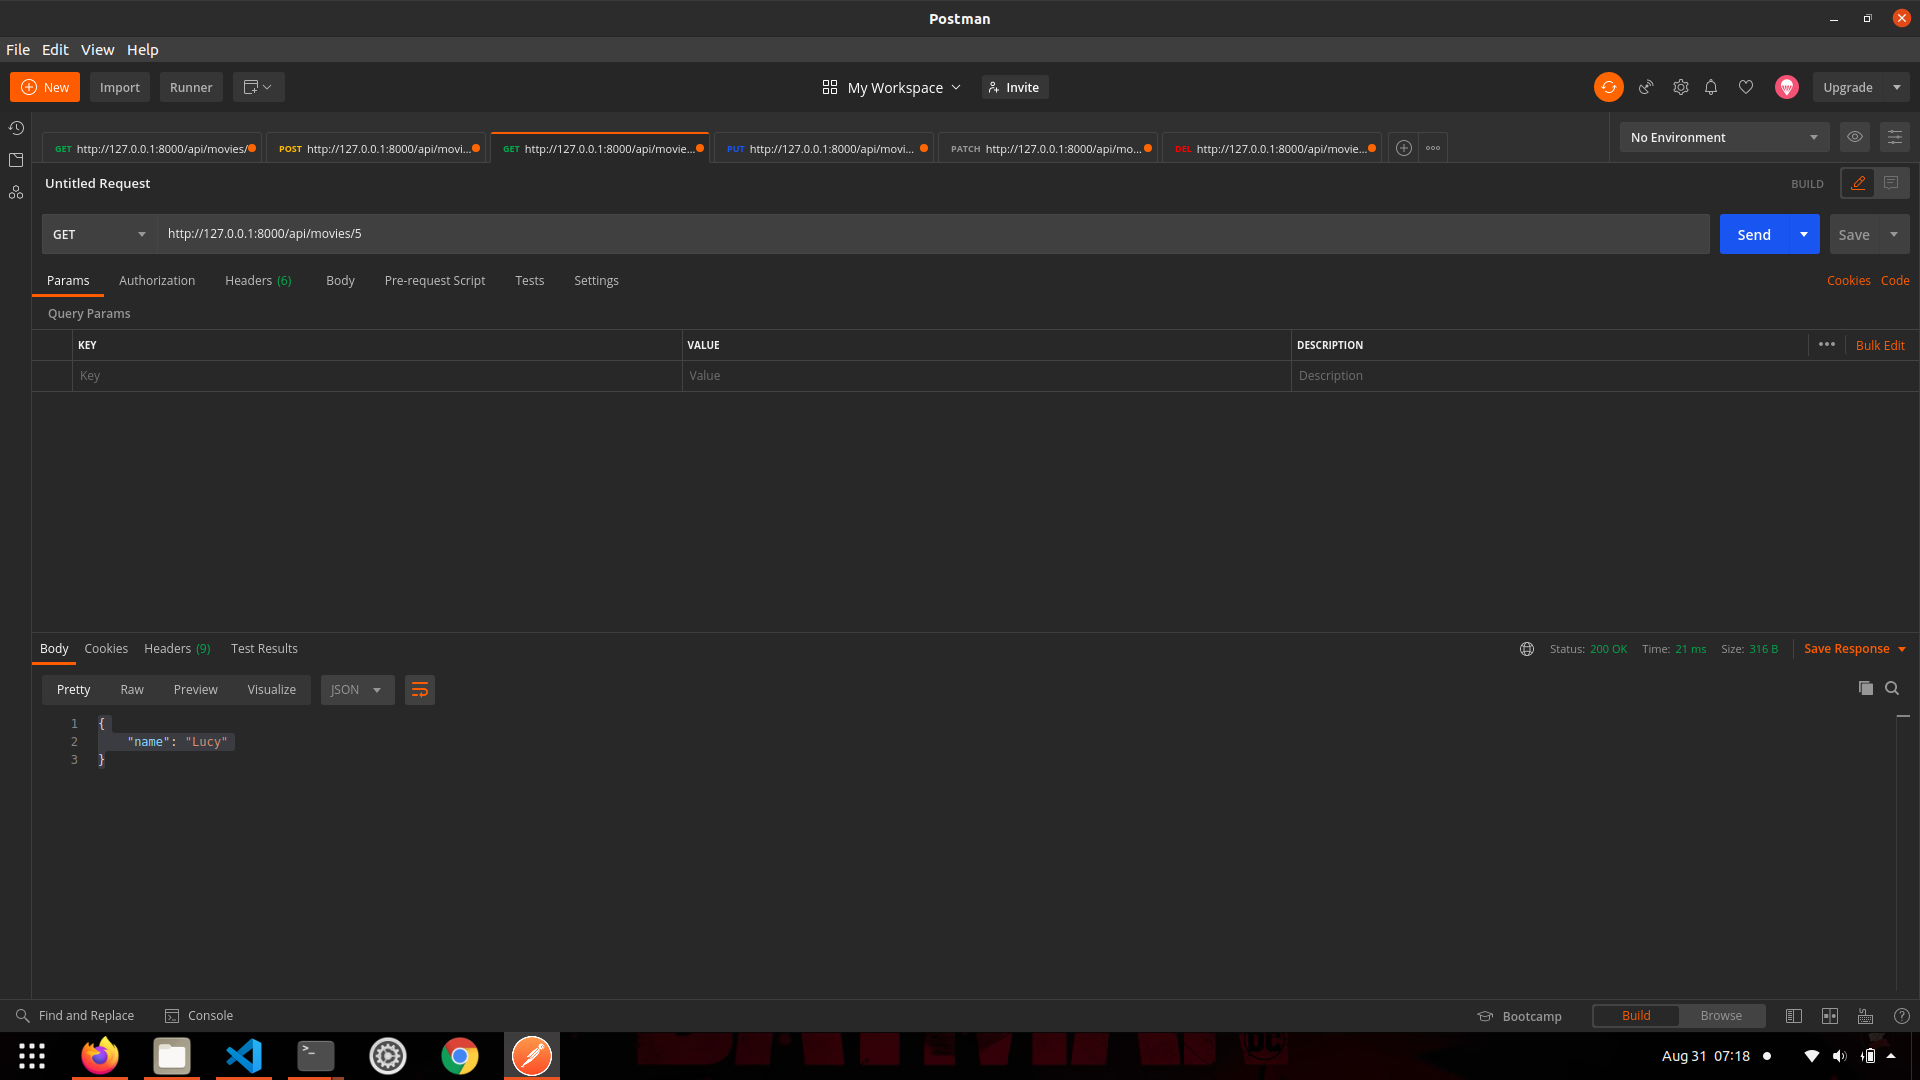 Postman
File Edit View Help
New Import Runner My Workspace Invite Upgrade
GET http://127.0.0.1:8000/api/movies/ POST http://127.0.0.1:8000/api/movi... GET http://127.0.0.1:8000/api/movie... PUT http://127.0.0.1:8000/api/movi... PATCH http://127.0.0.1:8000/api/mo... DEL http://127.0.0.1:8000/api/movie... No Environment
Untitled Request BUILD
GET http://127.0.0.1:8000/api/movies/5 Send Save
Params Authorization Headers (6) Body Pre-request Script Tests Settings Cookies Code
Query Params
KEY VALUE DESCRIPTION Bulk Edit
Key Value Description
Body Cookies Headers (9) Test Results Status: 200 OK Time: 21 ms Size: 316 B Save Response
Pretty Raw Preview Visualize JSON
1 {
2 "name": "Lucy"
3 }
Find and Replace Console Bootcamp Build Browse
DC
Aug 31 07:18